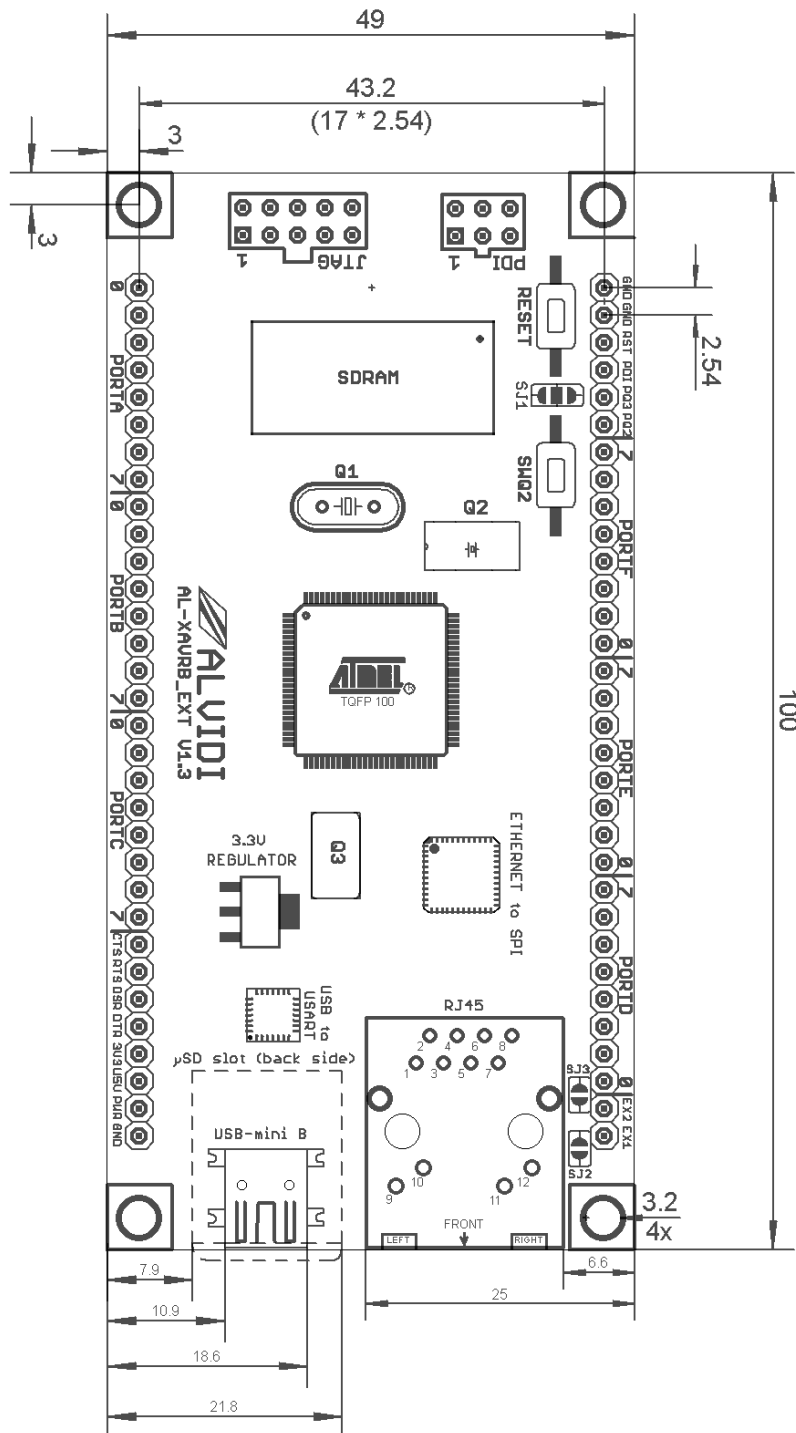 49
43.2
(17 * 2.54)
3
3
1
JTAG
1
PDI
0
PORTA
7
0
PORTB
7
0
PORTC
7
CTS
RTS
DSR
DTR
3V3
USV
PWR
GND
RESET
SJ1
SWQ2
GND
GND
RST
PDI
PQ3
PQ2
2.54
7
PORTF
0
7
PORTE
0
7
PORTD
0
EX2
EX1
SDRAM
Q1
Q2
ALVIDI
AL-XAVRB_EXT V1.3
ATMEL®
TQFP 100
100
Q3
3.3V
REBULATOR
ETHERNET to SPI
USB to
USART
µSD slot (back side)
USB-mini B
RJ45
2
4
6
8
1
3
5
7
10
12
9
11
LEFT
FRONT
RIGHT
SJ3
SJ2
3.2
4x
7.9
10.9
18.6
21.8
25
6.6